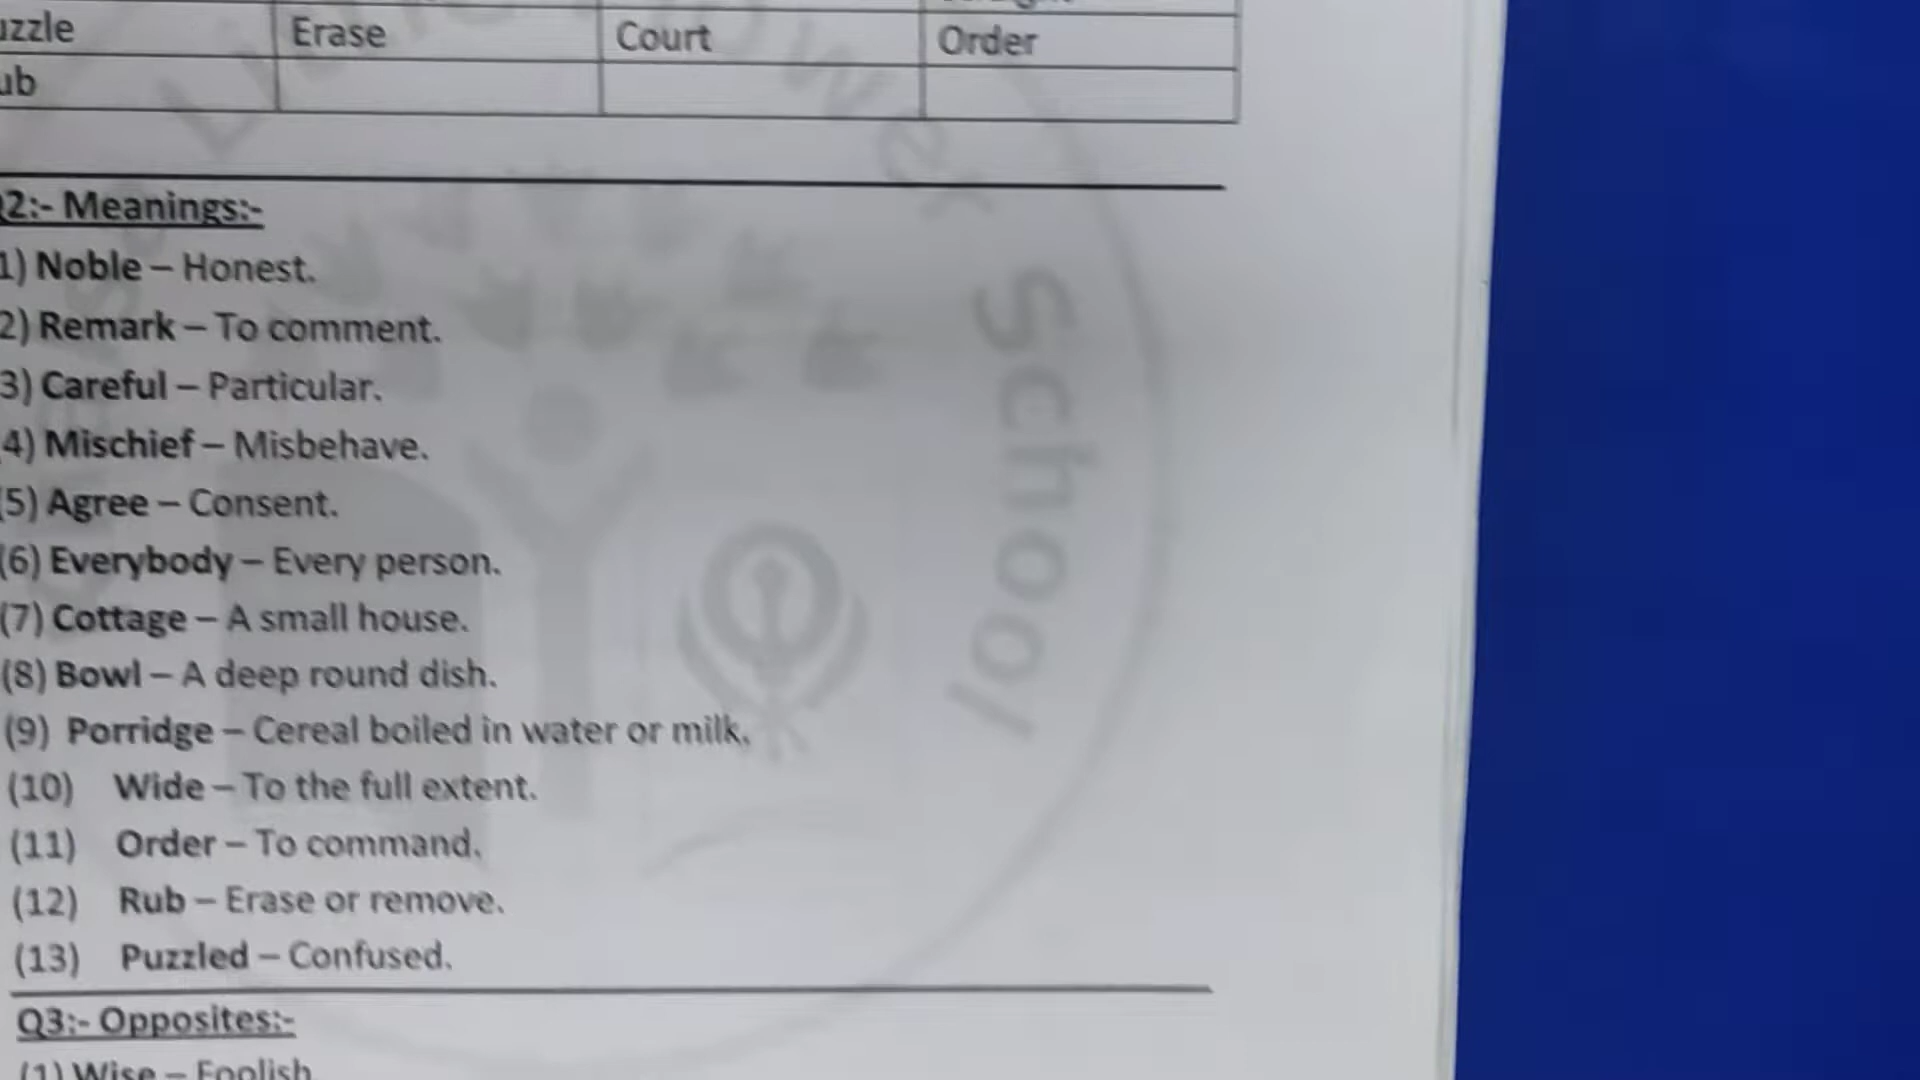 Erase Court Order
Q2:- Meanings:-
1) Noble – Honest.
2) Remark – To comment.
3) Careful – Particular.
4) Mischief – Misbehave.
(5) Agree – Consent.
(6) Everybody – Every person.
(7) Cottage – A small house.
(8) Bowl – A deep round dish.
(9) Porridge – Cereal boiled in water or milk.
(10) Wide – To the full extent.
(11) Order – To command.
(12) Rub – Erase or remove.
(13) Puzzled – Confused.
Q3:- Opposites:-
(1) Wise – Foolish
School